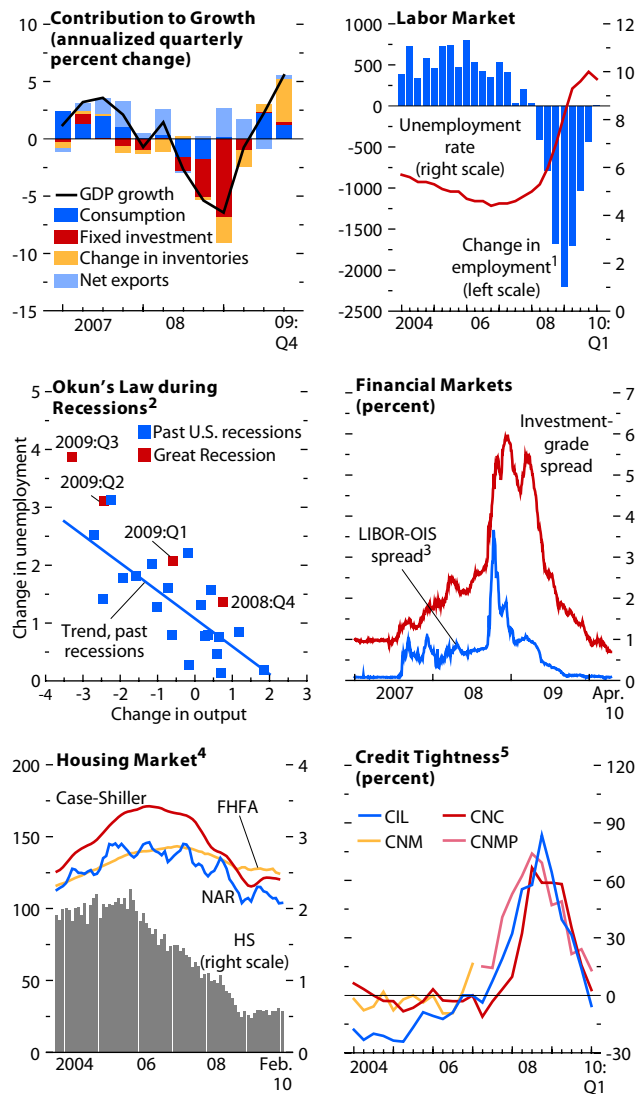 Contribution to Growth
(annualized quarterly
percent change)
10
5
0
-5
-10
-15
GDP growth
Consumption
Fixed investment
Change in inventories
Net exports
2007
08
09:
Q4
Labor Market
1000
500
0
-500
-1000
-1500
-2000
-2500
12
10
8
6
4
2
0
Unemployment
rate
(right scale)
Change in
employment¹
(left scale)
2004
06
08
10:
Q1
Okun's Law during
Recessions²
5
4
3
2
1
0
Change in unemployment
Past U.S. recessions
Great Recession
2009:Q3
2009:Q2
2009:Q1
2008:Q4
Trend, past
recessions
-4
-3
-2
-1
0
1
2
3
Change in output
Financial Markets
(percent)
7
6
5
4
3
2
1
0
Investment-
grade
spread
LIBOR-OIS
spread³
2007
08
09
Apr.
10
Housing Market⁴
200
150
100
50
0
4
3
2
1
0
Case-Shiller
FHFA
NAR
HS
(right scale)
2004
06
08
Feb.
10
Credit Tightness⁵
(percent)
120
90
60
30
0
-30
CIL
CNC
CNM
CNMP
2004
06
08
10:
Q1